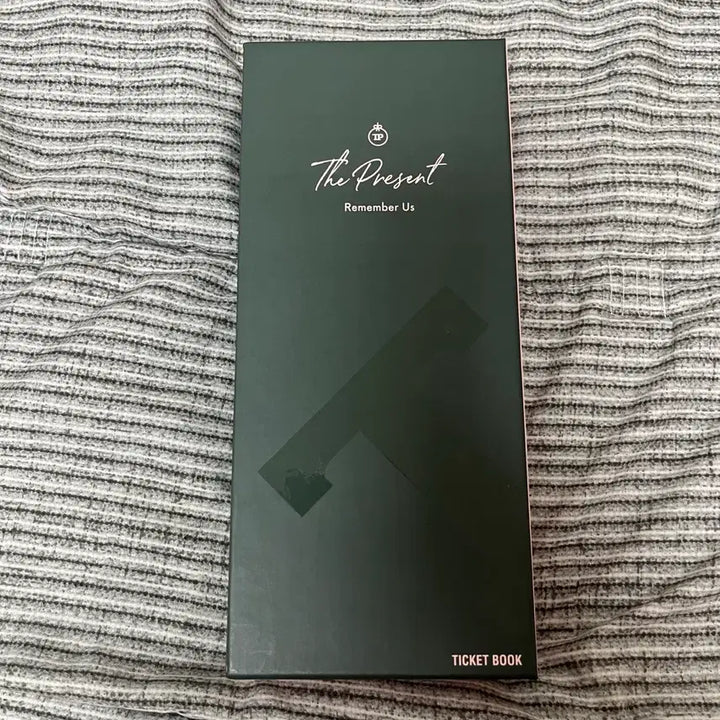 TP
The Present
Remember Us
TICKET BOOK